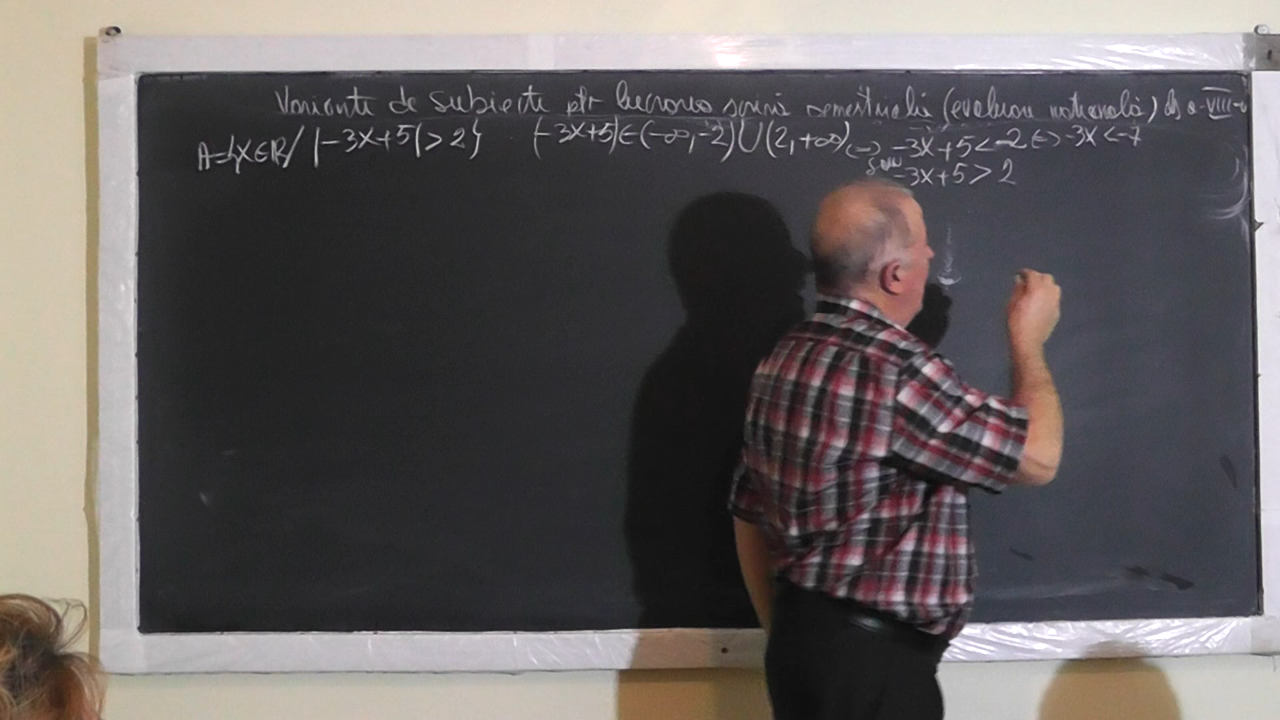 Variante de subiecte ptr lucrarea scrisă semestrială (evaluare națională) cls a-VIII-a
A={x∈ℝ/ |-3x+5|>2} (-3x+5)∈(-∞,-2)∪(2,+∞) ⇔ -3x+5<-2 ⇔ -3x<-7
sau -3x+5>2